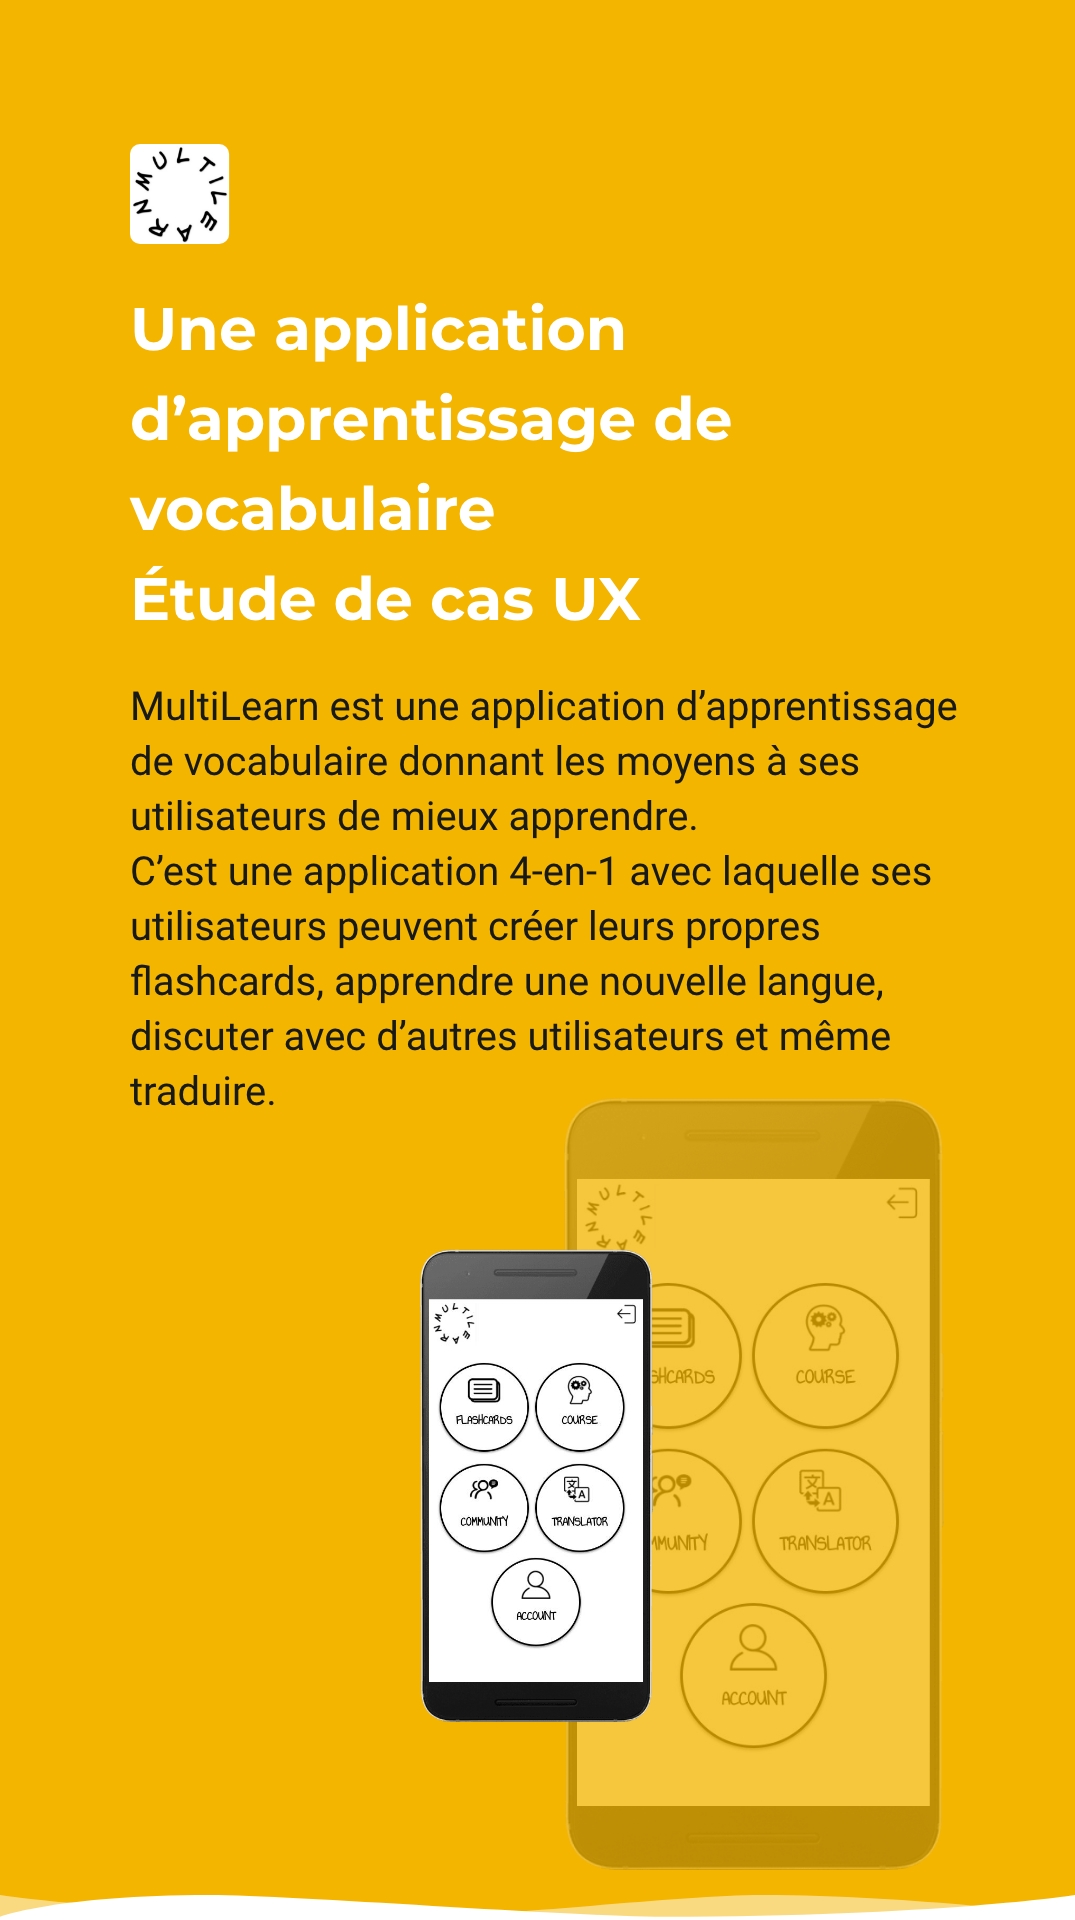 MULTILEARN
Une application
d’apprentissage de
vocabulaire
Étude de cas UX
MultiLearn est une application d’apprentissage
de vocabulaire donnant les moyens à ses
utilisateurs de mieux apprendre.
C’est une application 4-en-1 avec laquelle ses
utilisateurs peuvent créer leurs propres
flashcards, apprendre une nouvelle langue,
discuter avec d’autres utilisateurs et même
traduire.
MULTILEARN
MULTILEARN
FLASHCARDS
COURSE
COMMUNITY
TRANSLATOR
ACCOUNT
SHCARDS
COURSE
MMUNITY
TRANSLATOR
ACCOUNT